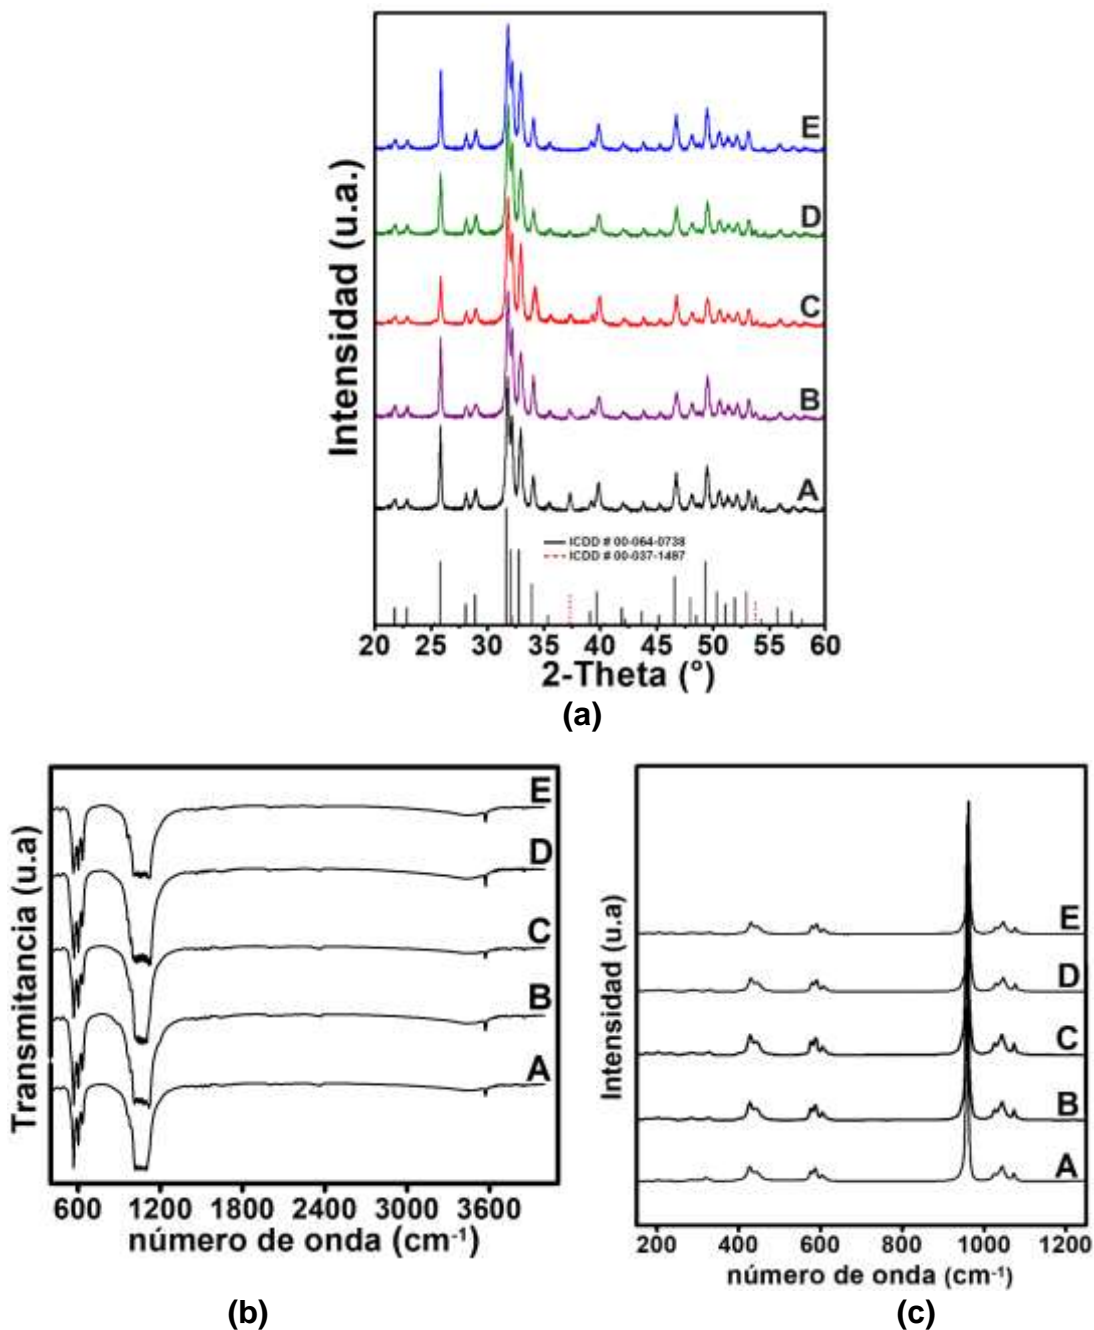 Intensidad (u.a.)
E
D
C
B
A
ICDD # 00-064-0738
ICDD # 00-037-1497
20 25 30 35 40 45 50 55 60
2-Theta (°)
(a)
Transmitancia (u.a)
E
D
C
B
A
600 1200 1800 2400 3000 3600
número de onda (cm-1)
(b)
Intensidad (u.a)
E
D
C
B
A
200 400 600 800 1000 1200
número de onda (cm-1)
(c)